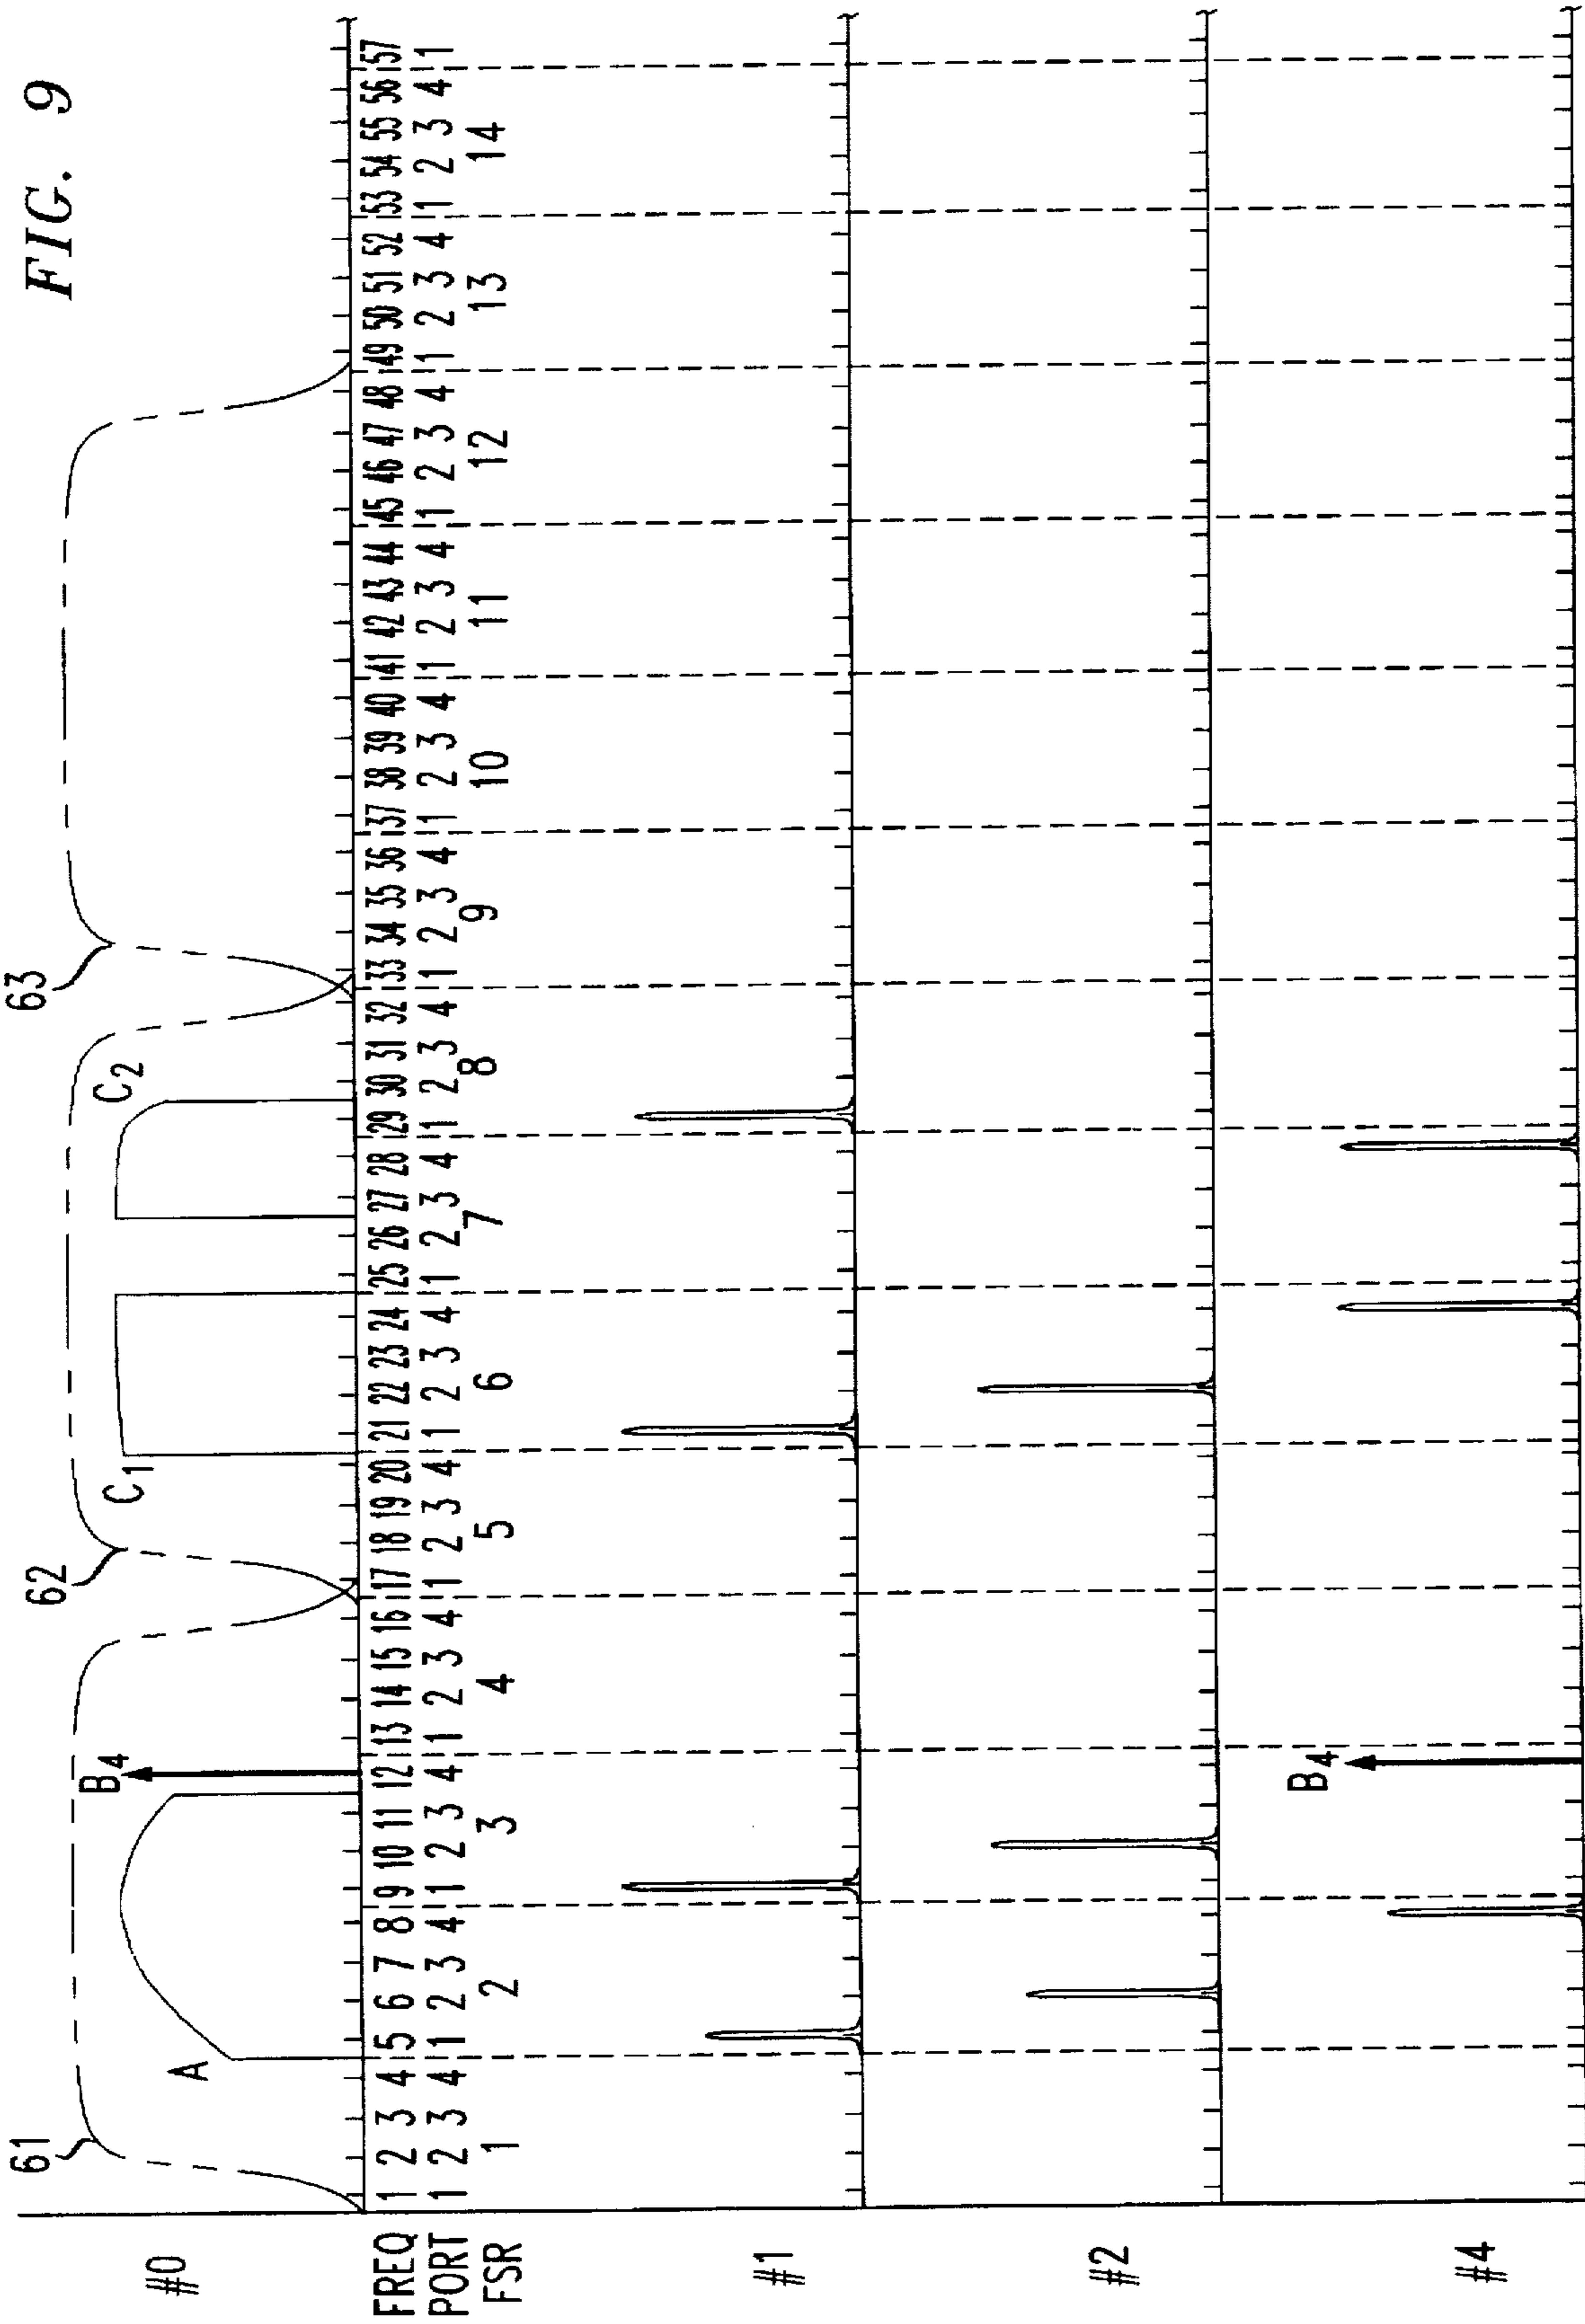 FIG. 9
61
62
63
A
B4
C1
C2
#0
FREQ 1 2 3 4 5 6 7 8 9 10 11 12 13 14 15 16 17 18 19 20 21 22 23 24 25 26 27 28 29 30 31 32 33 34 35 36 37 38 39 40 41 42 43 44 45 46 47 48 49 50 51 52 53 54 55 56 57
PORT 1 2 3 4 1 2 3 4 1 2 3 4 1 2 3 4 1 2 3 4 1 2 3 4 1 2 3 4 1 2 3 4 1 2 3 4 1 2 3 4 1 2 3 4 1 2 3 4 1 2 3 4 1 2 3 4 1
FSR 1 2 3 4 5 6 7 8 9 10 11 12 13 14
#1
#2
B4
#4